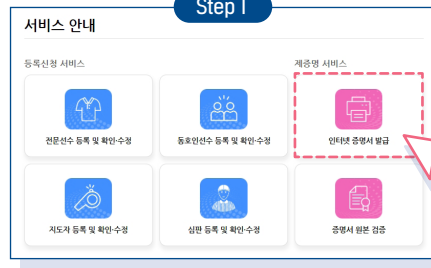 Step 1
서비스 안내
등록신청 서비스
제증명 서비스
전문선수 등록 및 확인·수정
동호인선수 등록 및 확인·수정
인터넷 증명서 발급
지도자 등록 및 확인·수정
심판 등록 및 확인·수정
증명서 원본 검증